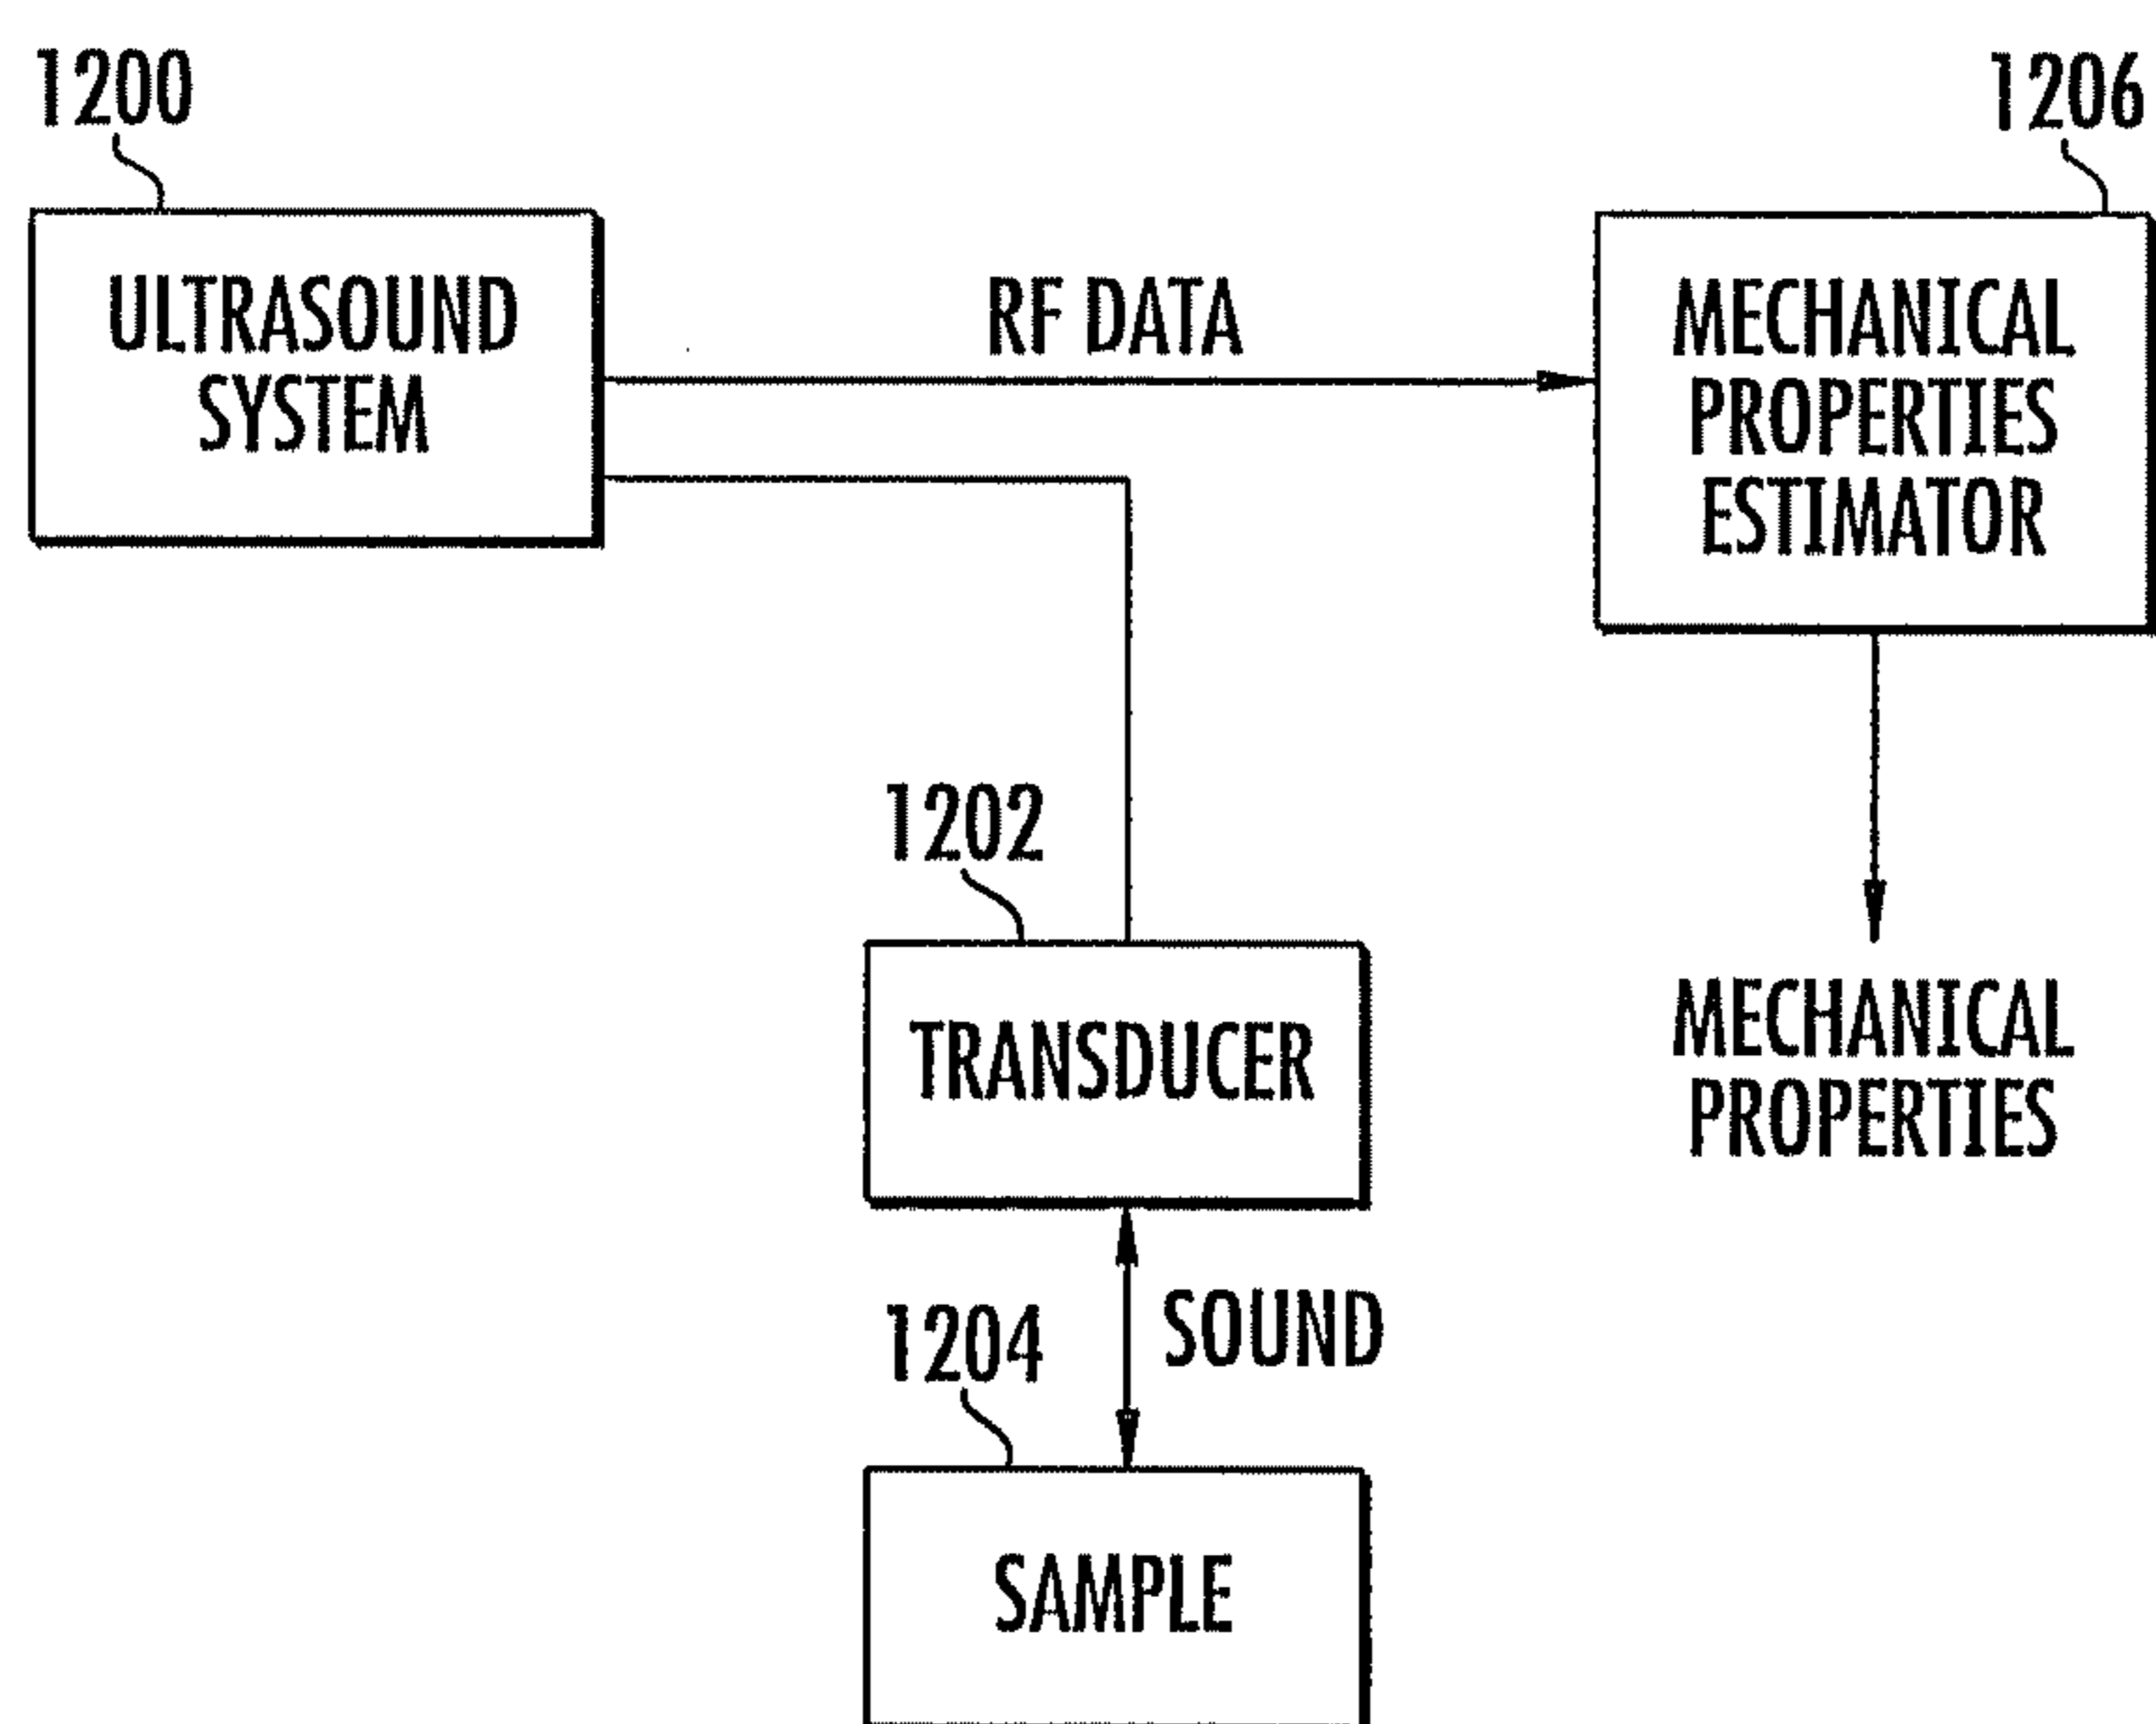 1200
1206
ULTRASOUND
SYSTEM
RF DATA
MECHANICAL
PROPERTIES
ESTIMATOR
1202
TRANSDUCER
MECHANICAL
PROPERTIES
1204
SOUND
SAMPLE